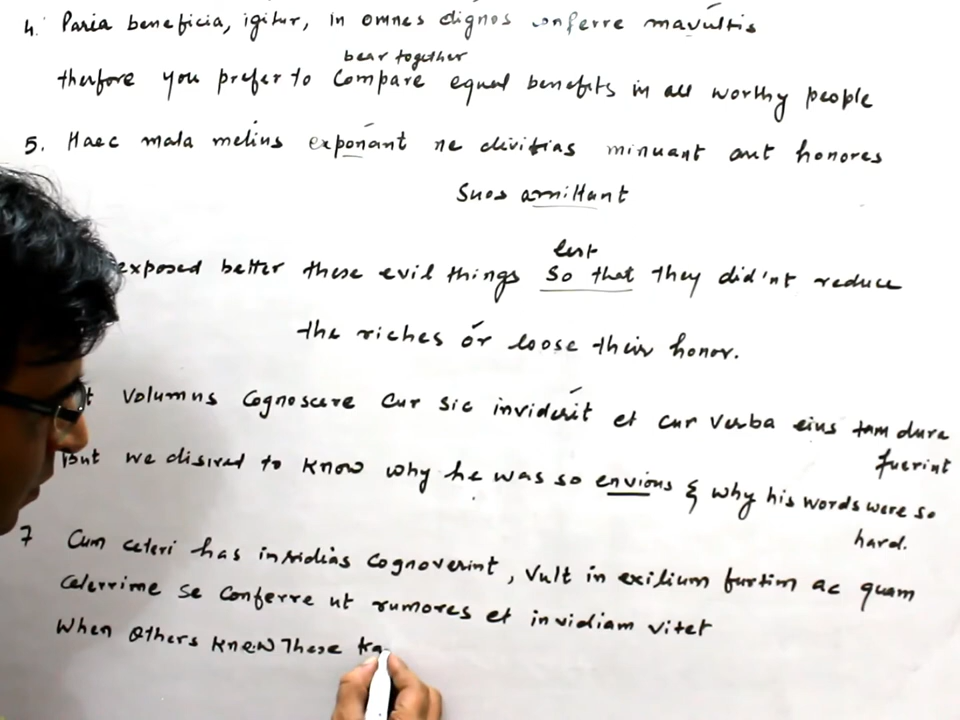 4. Paria beneficia, igitur, in omnes dignos conferre mavultis
bear together
therfore you prefer to compare equal benefits in all worthy people
5. Haec mala melius exponant ne divitias minuant aut honores
suos amittant
lest
exposed better these evil things so that they did'nt reduce
the riches or loose their honor.
volumus cognoscere cur sic inviderit et cur verba eius tam dura
fuerint
But we disired to know why he was so envious & why his words were so
hard.
7 Cum ceteri has insidias cognoverint, vult in exilium furtim ac quam
celerrime se conferre ut rumores et invidiam vitet
When others knew these tra